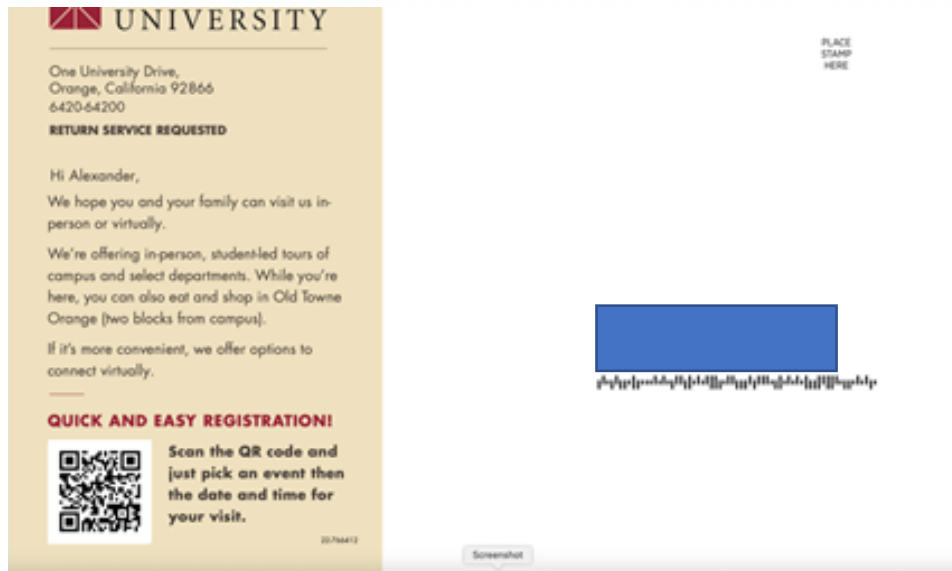 UNIVERSITY
One University Drive,
Orange, California 92866
6420-64200
RETURN SERVICE REQUESTED
Hi Alexander,
We hope you and your family can visit us in-
person or virtually.
We're offering in-person, student-led tours of
campus and select departments. While you're
here, you can also eat and shop in Old Towne
Orange (two blocks from campus).
If it's more convenient, we offer options to
connect virtually.
QUICK AND EASY REGISTRATION!
Scan the QR code and
just pick an event then
the date and time for
your visit.
PLACE
STAMP
HERE
Screenshot